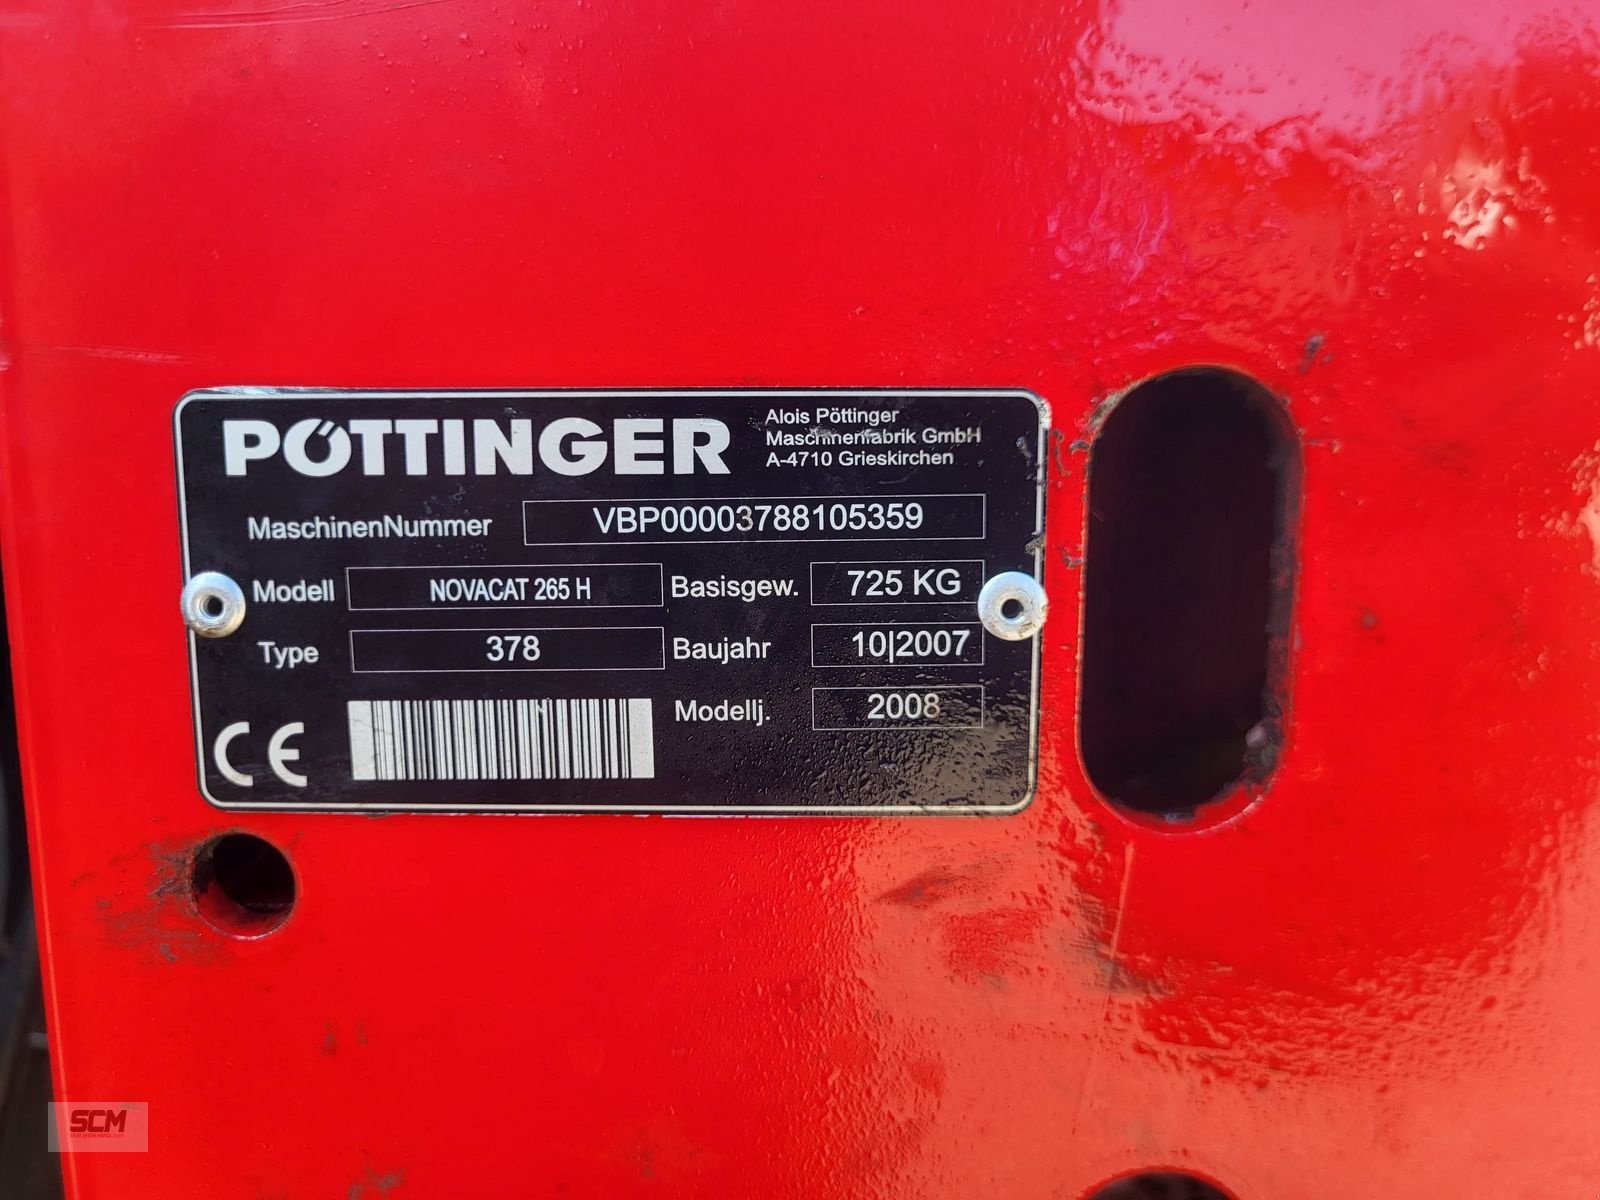 PÖTTINGER
Alois Pöttinger
Maschinenfabrik GmbH
A-4710 Grieskirchen
MaschinenNummer VBP00003788105359
Modell NOVACAT 265 H Basisgew. 725 KG
Type 378 Baujahr 10|2007
Modellj. 2008
CE
SCM